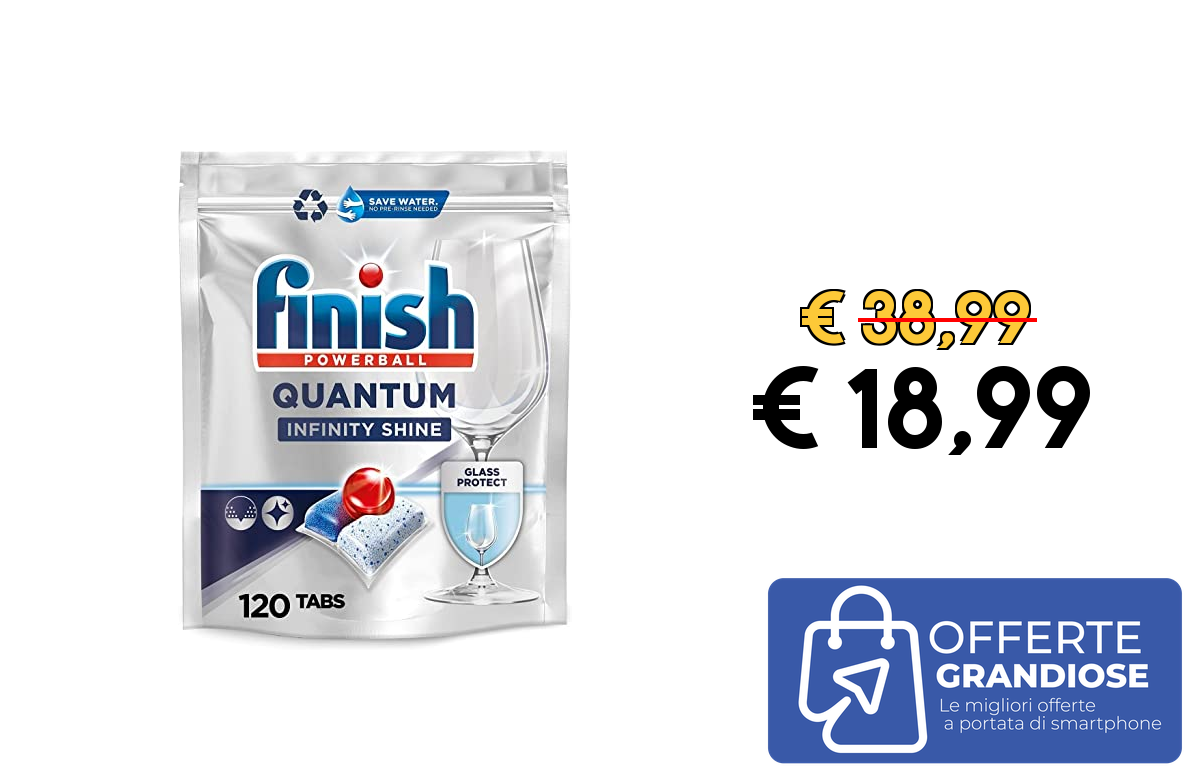 SAVE WATER.
NO PRE-RINSE NEEDED
finish
POWERBALL
QUANTUM
INFINITY SHINE
GLASS
PROTECT
120 TABS
€ 38,99
€ 18,99
OFFERTE
GRANDIOSE
Le migliori offerte
a portata di smartphone